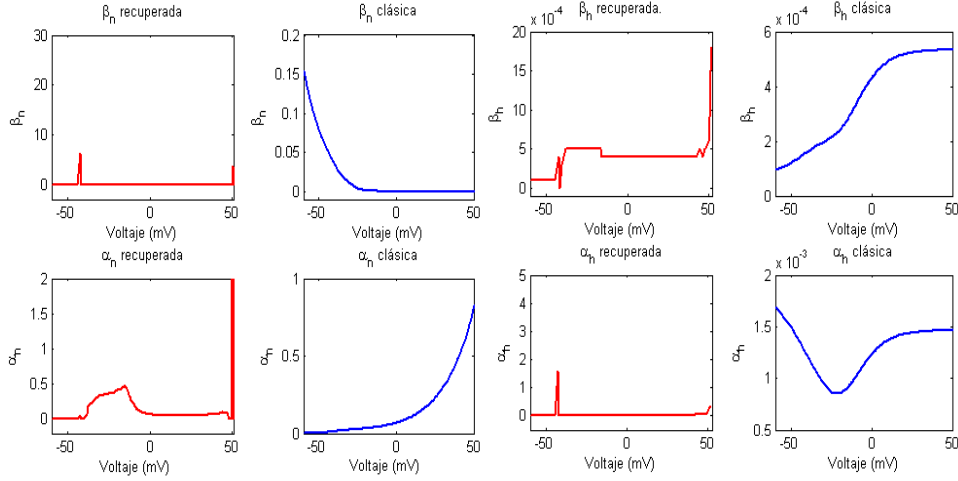 βn recuperada
30
20
10
0
-50 0 50
Voltaje (mV)
βn
βn clásica
0.2
0.15
0.1
0.05
0
-50 0 50
Voltaje (mV)
βn
βh recuperada.
x 10-4
20
15
10
5
0
-50 0 50
Voltaje (mV)
βh
βh clásica
x 10-4
6
4
2
0
-50 0 50
Voltaje (mV)
βh
αn recuperada
2
1.5
1
0.5
0
-50 0 50
Voltaje (mV)
αn
αn clásica
1
0.5
0
-50 0 50
Voltaje (mV)
αn
αh recuperada
5
4
3
2
1
0
-50 0 50
Voltaje (mV)
αh
αh clásica
x 10-3
2
1.5
1
0.5
-50 0 50
Voltaje (mV)
αh